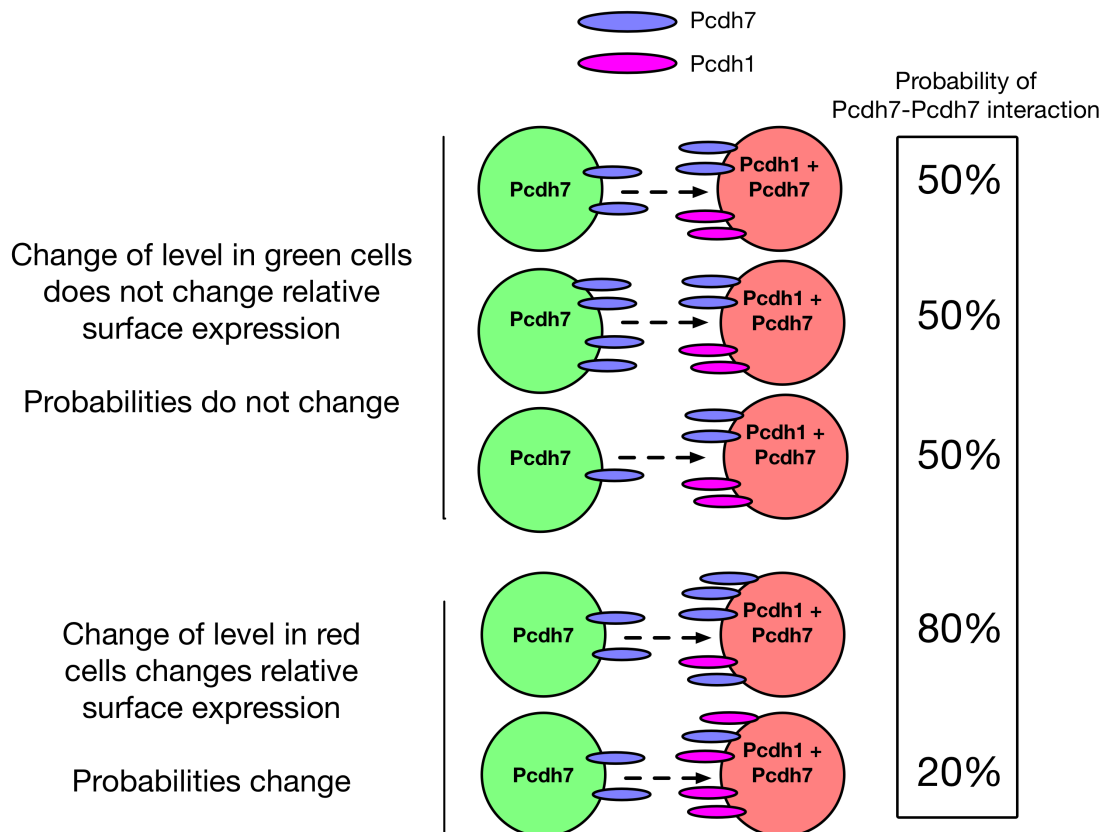 Pcdh7
Pcdh1
Probability of
Pcdh7-Pcdh7 interaction
Pcdh7
Pcdh1 +
Pcdh7
50%
Change of level in green cells
does not change relative
surface expression
Probabilities do not change
Pcdh7
Pcdh1 +
Pcdh7
50%
Pcdh7
Pcdh1 +
Pcdh7
50%
Change of level in red
cells changes relative
surface expression
Probabilities change
Pcdh7
Pcdh1 +
Pcdh7
80%
Pcdh7
Pcdh1 +
Pcdh7
20%